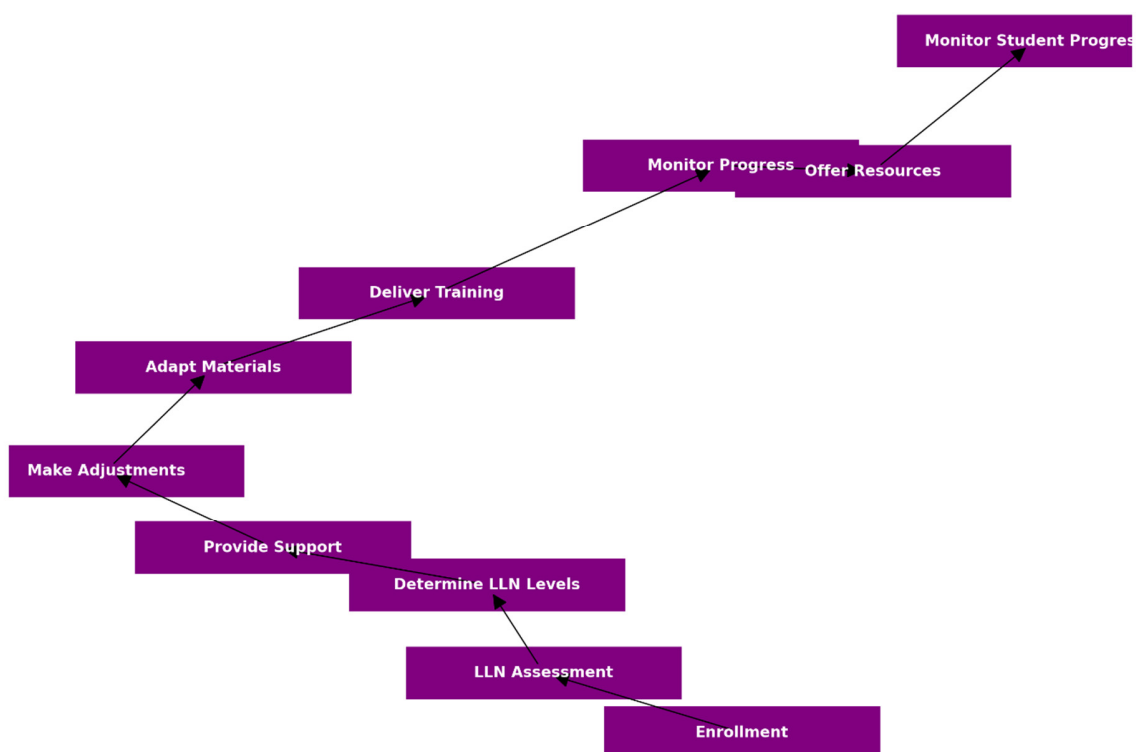 Monitor Student Progres
Monitor Progress
Offer Resources
Deliver Training
Adapt Materials
Make Adjustments
Provide Support
Determine LLN Levels
LLN Assessment
Enrollment